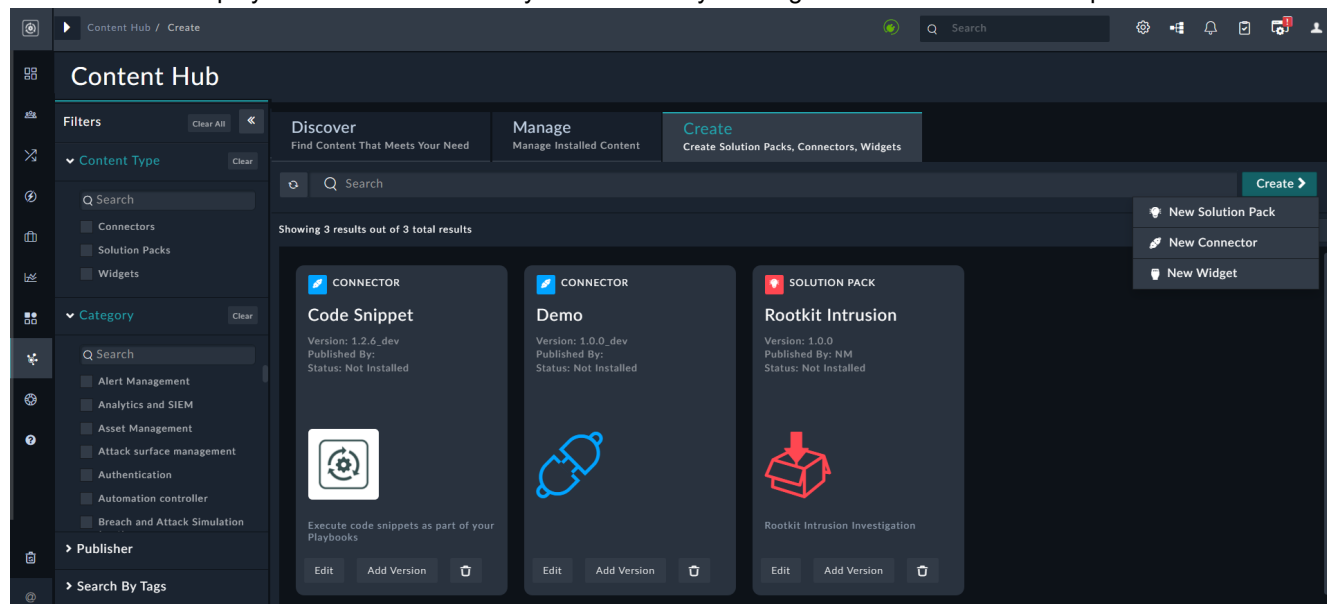 Content Hub / Create
Search
Content Hub
Filters
Clear All
Content Type
Clear
Search
Connectors
Solution Packs
Widgets
Category
Clear
Search
Alert Management
Analytics and SIEM
Asset Management
Attack surface management
Authentication
Automation controller
Breach and Attack Simulation
Publisher
Search By Tags
Discover
Find Content That Meets Your Need
Manage
Manage Installed Content
Create
Create Solution Packs, Connectors, Widgets
Search
Create
New Solution Pack
New Connector
New Widget
Showing 3 results out of 3 total results
CONNECTOR
Code Snippet
Version: 1.2.6_dev
Published By:
Status: Not Installed
Execute code snippets as part of your
Playbooks
Edit Add Version
CONNECTOR
Demo
Version: 1.0.0_dev
Published By:
Status: Not Installed
Edit Add Version
SOLUTION PACK
Rootkit Intrusion
Version: 1.0.0
Published By: NM
Status: Not Installed
Rootkit Intrusion Investigation
Edit Add Version